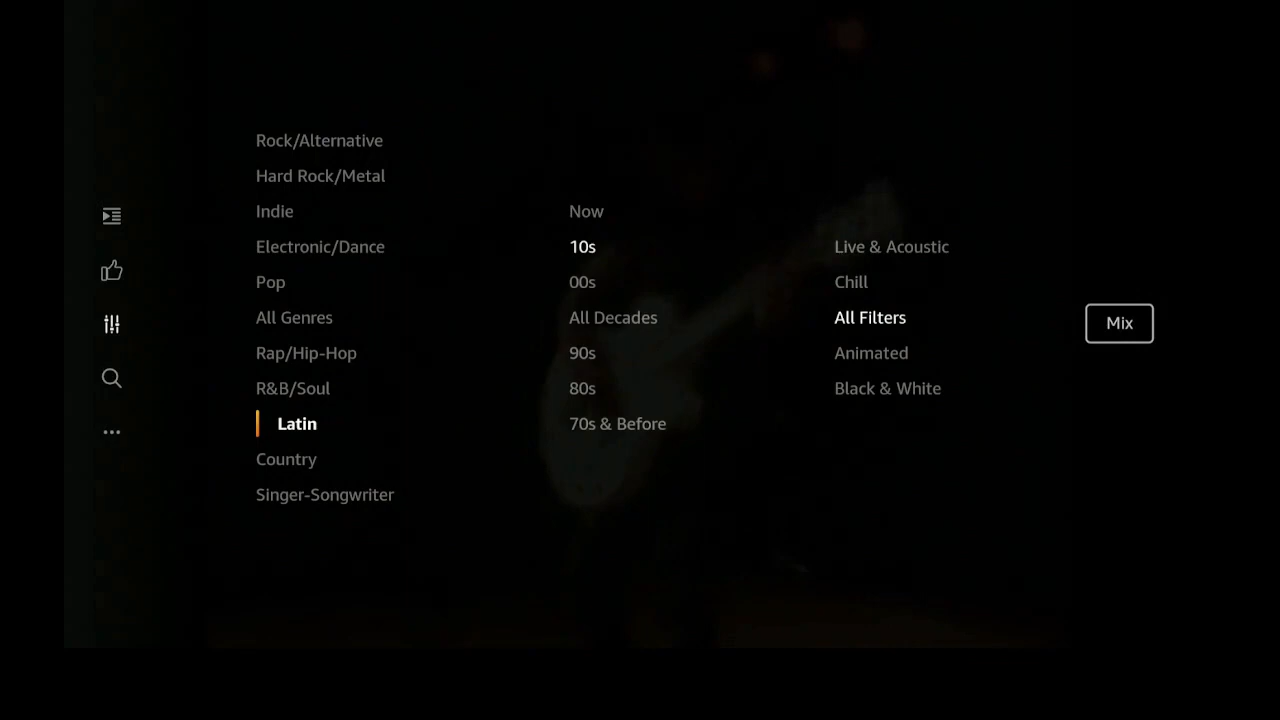 Rock/Alternative
Hard Rock/Metal
Indie
Electronic/Dance
Pop
All Genres
Rap/Hip-Hop
R&B/Soul
Latin
Country
Singer-Songwriter
Now
10s
00s
All Decades
90s
80s
70s & Before
Live & Acoustic
Chill
All Filters
Animated
Black & White
Mix